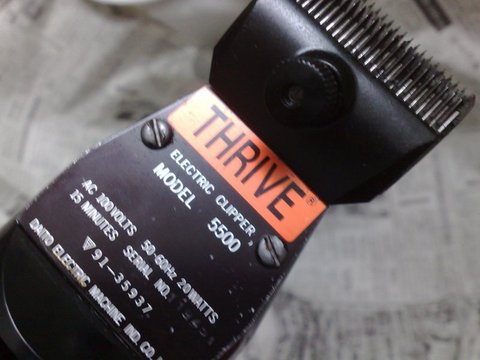 THRIVE®
ELECTRIC CLIPPER
MODEL 5500
AC 100VOLTS 50-60Hz 20WATTS
15 MINUTES SERIAL NO.
▽91-35937
DAITO ELECTRIC MACHINE IND. CO.